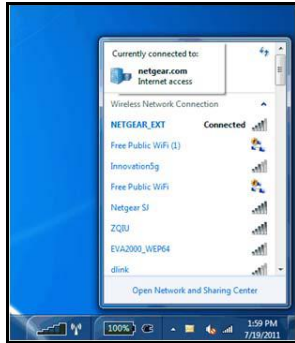 Currently connected to:
netgear.com
Internet access
Wireless Network Connection
NETGEAR_EXT Connected
Free Public WiFi (1)
Innovation5g
Free Public WiFi
Netgear SJ
ZQIU
EVA2000_WEP64
dlink
Open Network and Sharing Center
100%
1:59 PM
7/19/2011